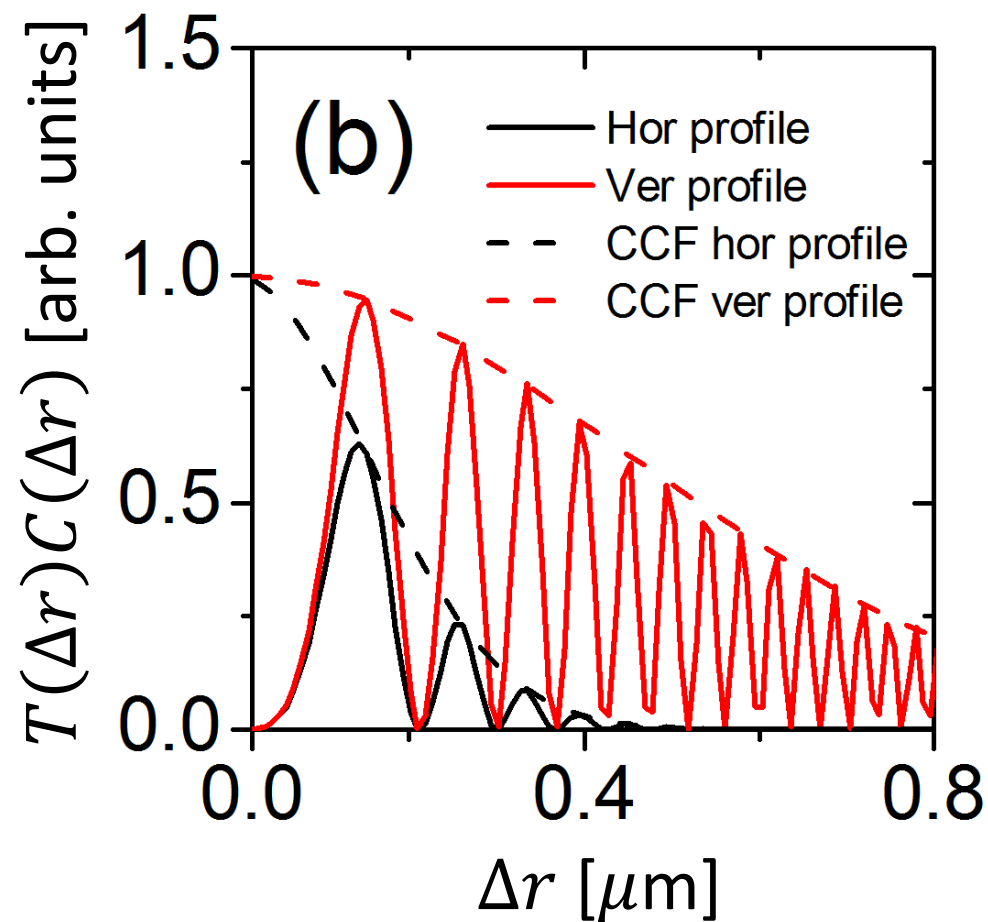 T(Δr)C(Δr) [arb. units]
1.5
1.0
0.5
0.0
(b)
Hor profile
Ver profile
CCF hor profile
CCF ver profile
0.0 0.4 0.8
Δr [μm]